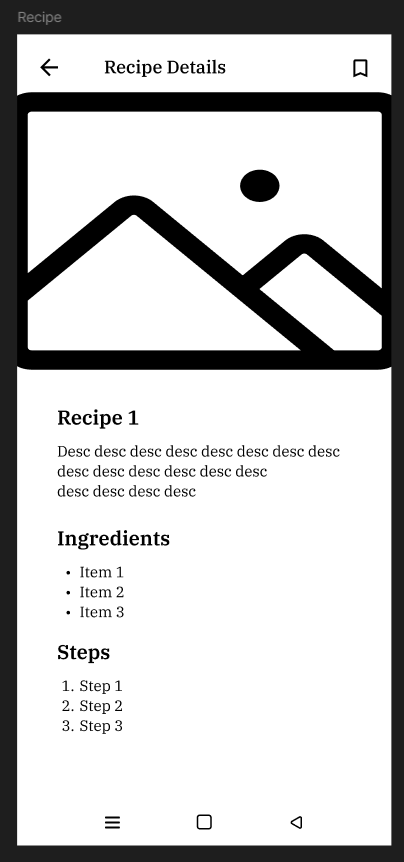 Recipe
Recipe Details
Recipe 1
Desc desc desc desc desc desc desc desc
desc desc desc desc desc desc
desc desc desc desc
Ingredients
• Item 1
• Item 2
• Item 3
Steps
1. Step 1
2. Step 2
3. Step 3